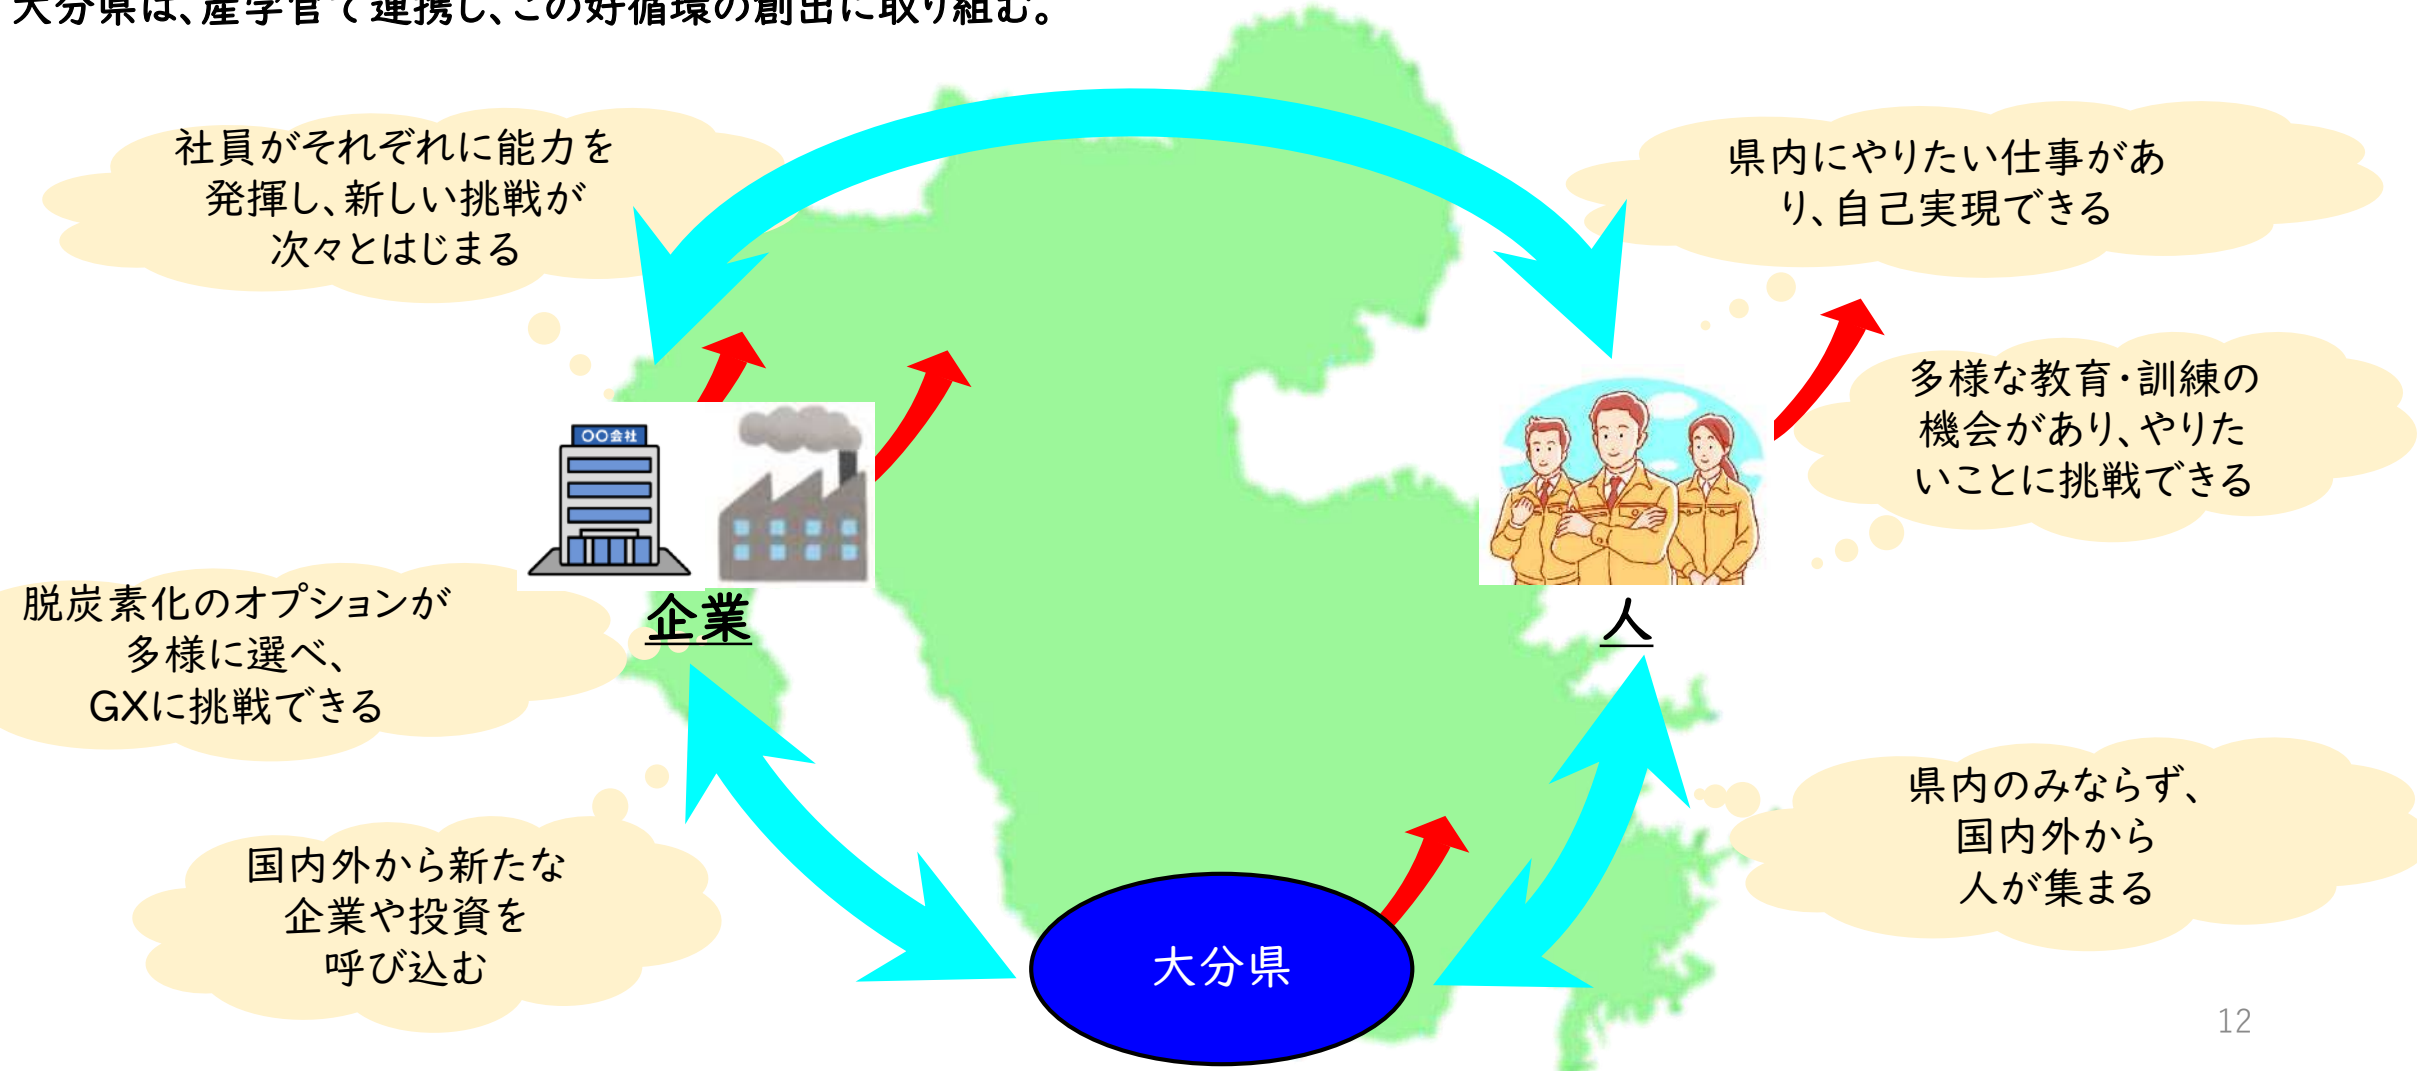 大分県は、産学官で連携し、この好循環の創出に取り組む。
社員がそれぞれに能力を
発揮し、新しい挑戦が
次々とはじまる
県内にやりたい仕事があ
り、自己実現できる
多様な教育・訓練の
機会があり、やりた
いことに挑戦できる
〇〇会社
企業
人
脱炭素化のオプションが
多様に選べ、
GXに挑戦できる
国内外から新たな
企業や投資を
呼び込む
県内のみならず、
国内外から
人が集まる
大分県
12